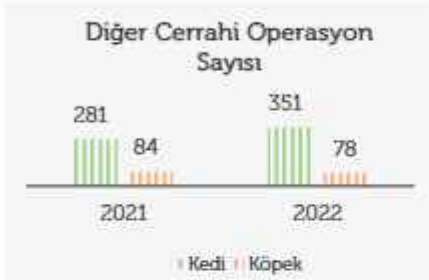 Diğer Cerrahi Operasyon
Sayısı
281
84
351
78
2021
2022
Kedi Köpek